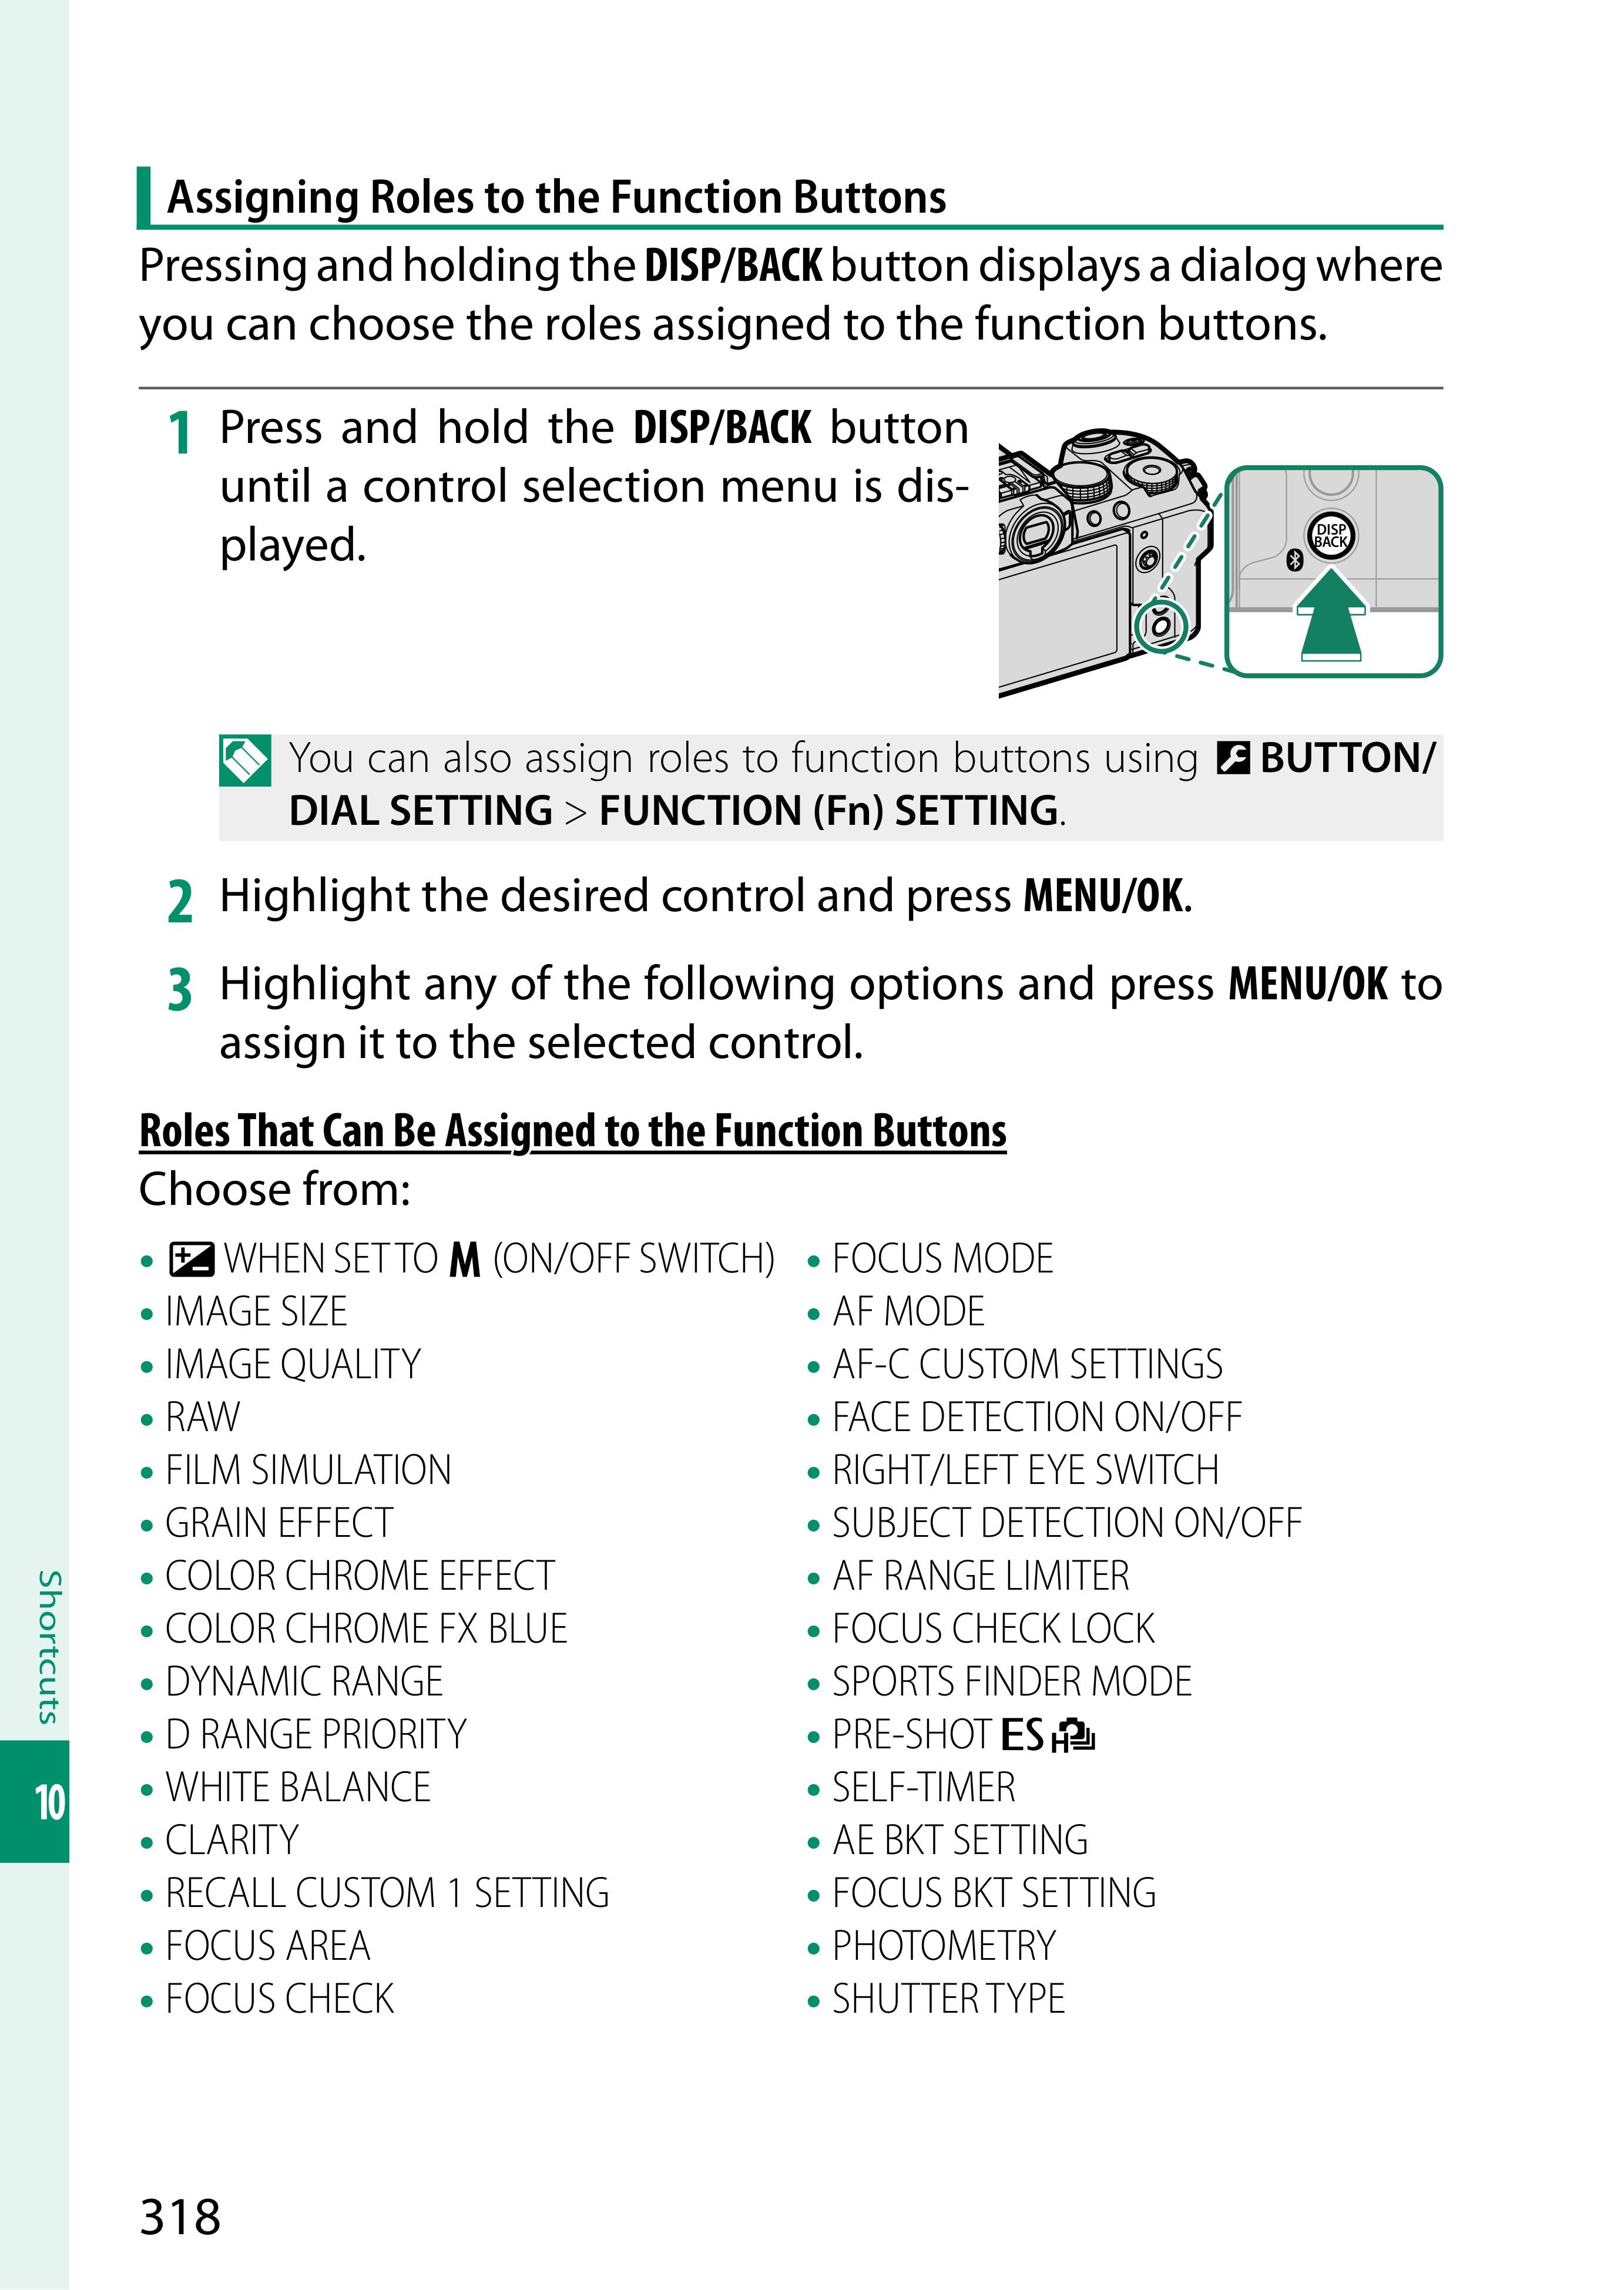 Assigning Roles to the Function Buttons
Pressing and holding the DISP/BACK button displays a dialog where
you can choose the roles assigned to the function buttons.
1 Press and hold the DISP/BACK button
until a control selection menu is dis-
played.
DISP
BACK
You can also assign roles to function buttons using BUTTON/
DIAL SETTING > FUNCTION (Fn) SETTING.
2 Highlight the desired control and press MENU/OK.
3 Highlight any of the following options and press MENU/OK to
assign it to the selected control.
Roles That Can Be Assigned to the Function Buttons
Choose from:
• WHEN SET TO M (ON/OFF SWITCH)
• IMAGE SIZE
• IMAGE QUALITY
• RAW
• FILM SIMULATION
• GRAIN EFFECT
• COLOR CHROME EFFECT
• COLOR CHROME FX BLUE
• DYNAMIC RANGE
• D RANGE PRIORITY
• WHITE BALANCE
• CLARITY
• RECALL CUSTOM 1 SETTING
• FOCUS AREA
• FOCUS CHECK
• FOCUS MODE
• AF MODE
• AF-C CUSTOM SETTINGS
• FACE DETECTION ON/OFF
• RIGHT/LEFT EYE SWITCH
• SUBJECT DETECTION ON/OFF
• AF RANGE LIMITER
• FOCUS CHECK LOCK
• SPORTS FINDER MODE
• PRE-SHOT ES H
• SELF-TIMER
• AE BKT SETTING
• FOCUS BKT SETTING
• PHOTOMETRY
• SHUTTER TYPE
Shortcuts
10
318